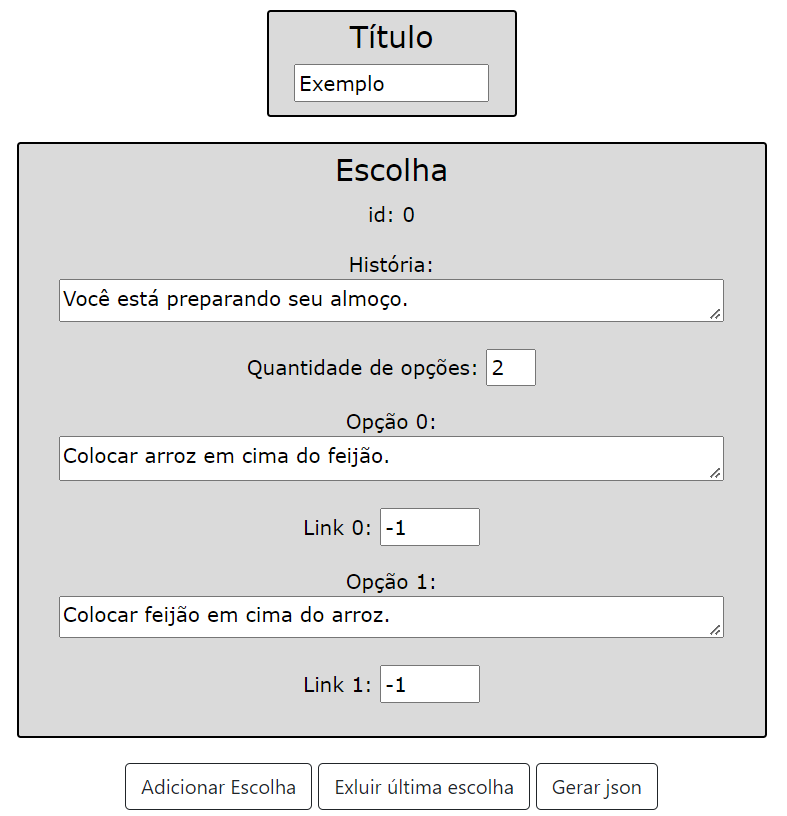 Título
Exemplo
Escolha
id: 0
História:
Você está preparando seu almoço.
Quantidade de opções: 2
Opção 0:
Colocar arroz em cima do feijão.
Link 0: -1
Opção 1:
Colocar feijão em cima do arroz.
Link 1: -1
Adicionar Escolha Exluir última escolha Gerar json